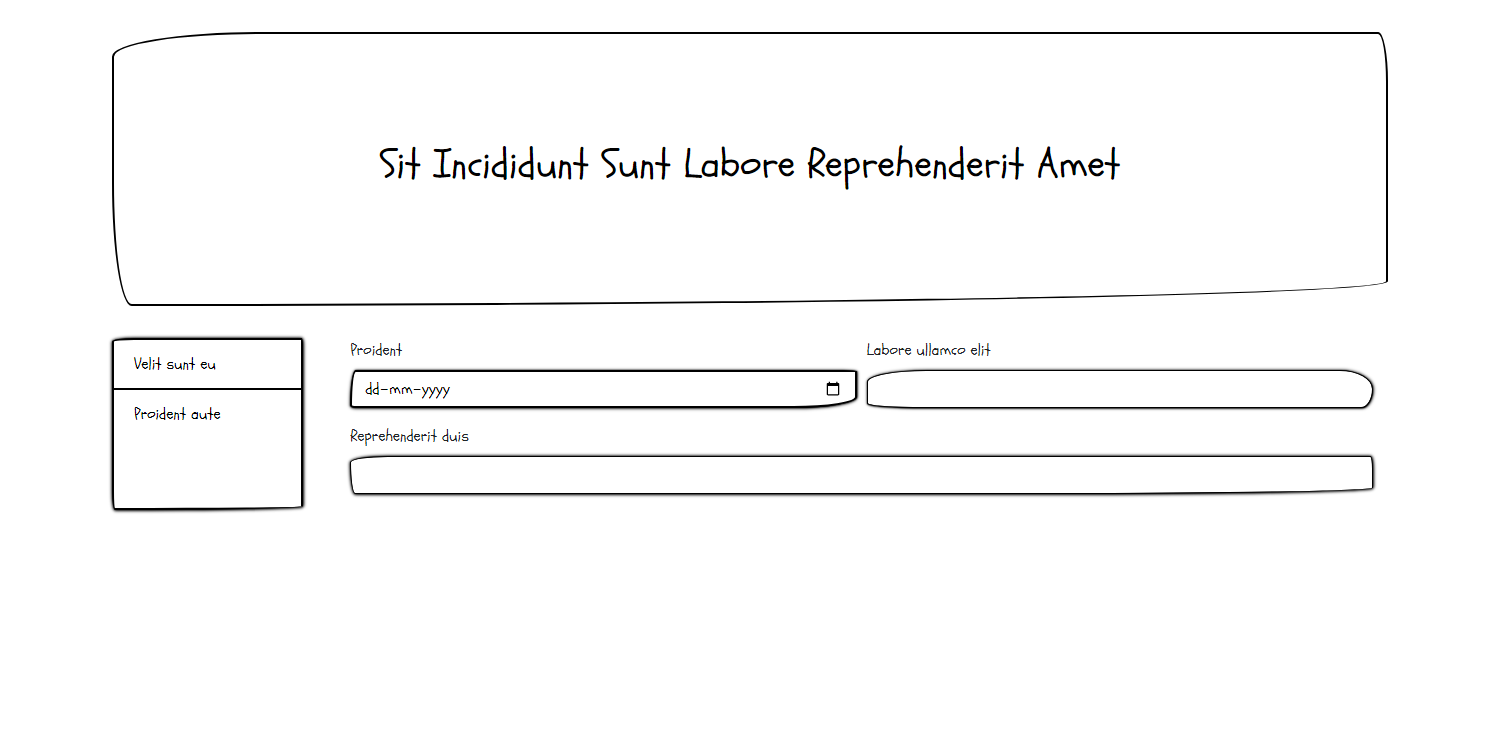 Sit Incididunt Sunt Labore Reprehenderit Amet
Velit sunt eu
Proident aute
Proident
dd-mm-yyyy
Labore ullamco elit
Reprehenderit duis